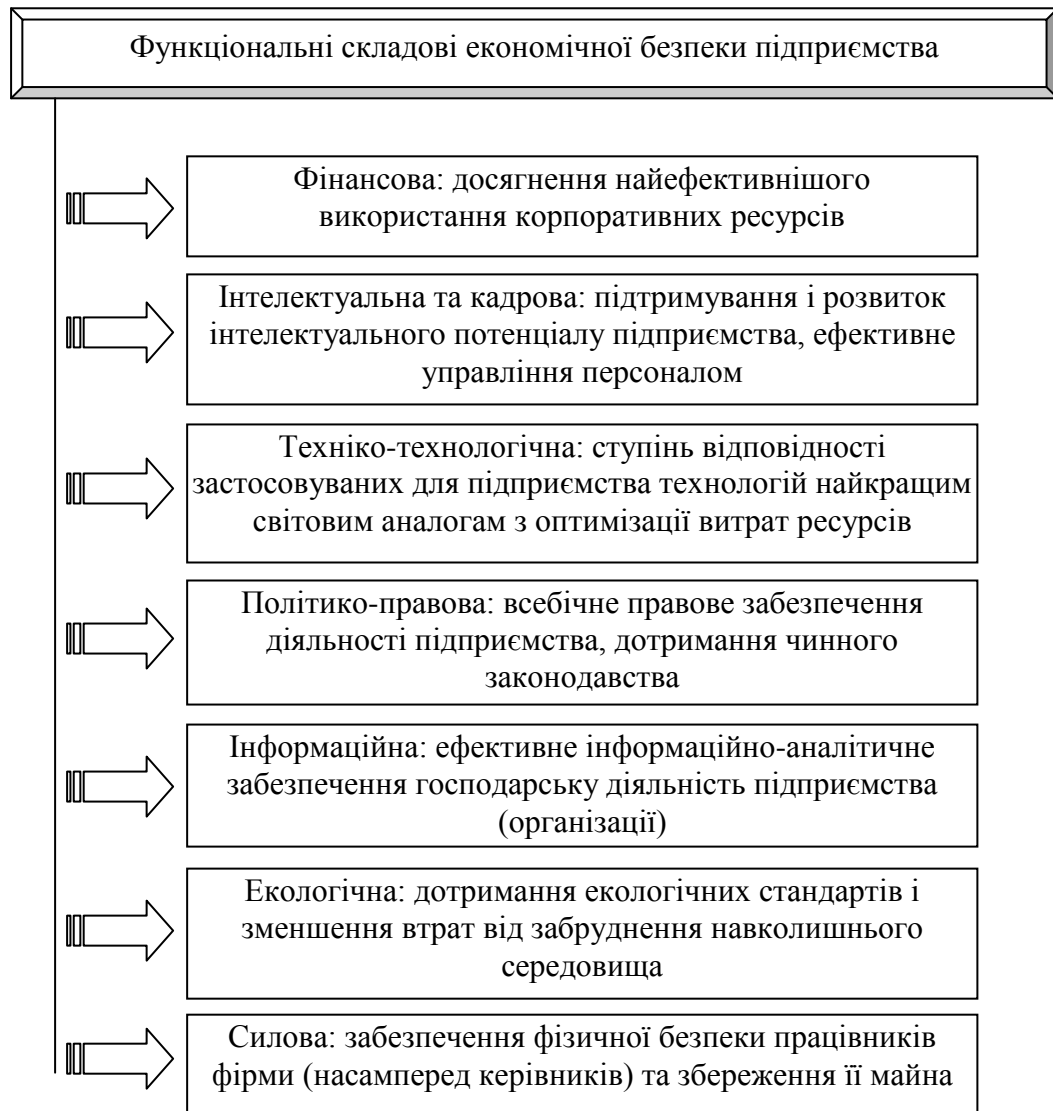 Функціональні складові економічної безпеки підприємства
Фінансова: досягнення найефективнішого
використання корпоративних ресурсів
Інтелектуальна та кадрова: підтримування і розвиток
інтелектуального потенціалу підприємства, ефективне
управління персоналом
Техніко-технологічна: ступінь відповідності
застосовуваних для підприємства технологій найкращим
світовим аналогам з оптимізації витрат ресурсів
Політико-правова: всебічне правове забезпечення
діяльності підприємства, дотримання чинного
законодавства
Інформаційна: ефективне інформаційно-аналітичне
забезпечення господарську діяльність підприємства
(організації)
Екологічна: дотримання екологічних стандартів і
зменшення втрат від забруднення навколишнього
середовища
Силова: забезпечення фізичної безпеки працівників
фірми (насамперед керівників) та збереження її майна